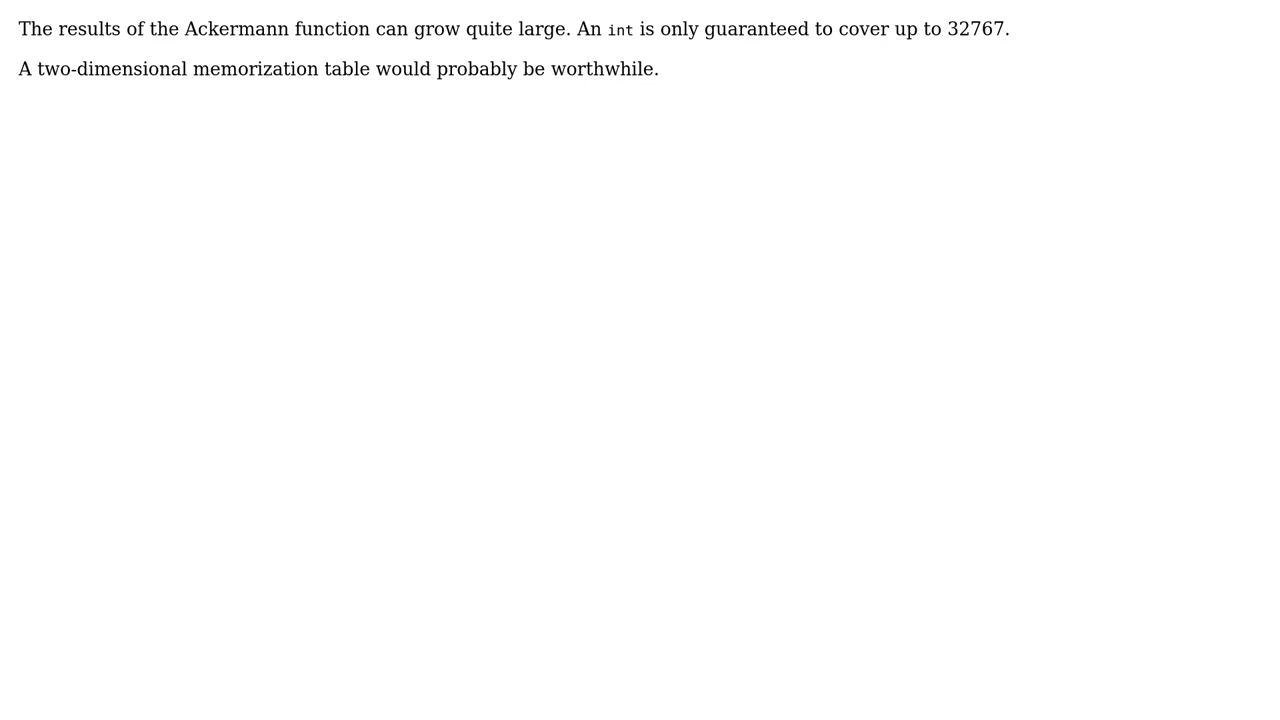 The results of the Ackermann function can grow quite large. An int is only guaranteed to cover up to 32767.
A two-dimensional memorization table would probably be worthwhile.